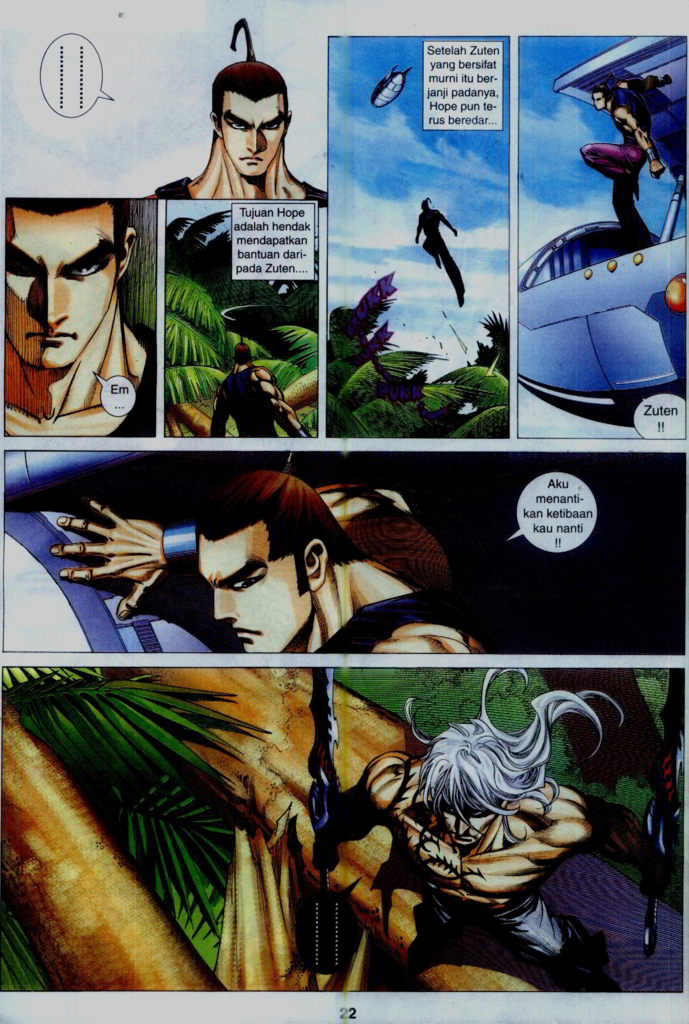 Setelah Zuten
yang bersifat
murni itu ber-
janji padanya,
Hope pun te-
rus beredar...
Tujuan Hope
adalah hendak
mendapatkan
bantuan dari-
pada Zuten....
Em
...
PUKK
Zuten
!!
Aku
menanti-
kan ketibaan
kau nanti
!!
22